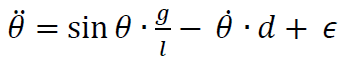 θ̈ = sin θ · g/l − θ̇ · d + ϵ